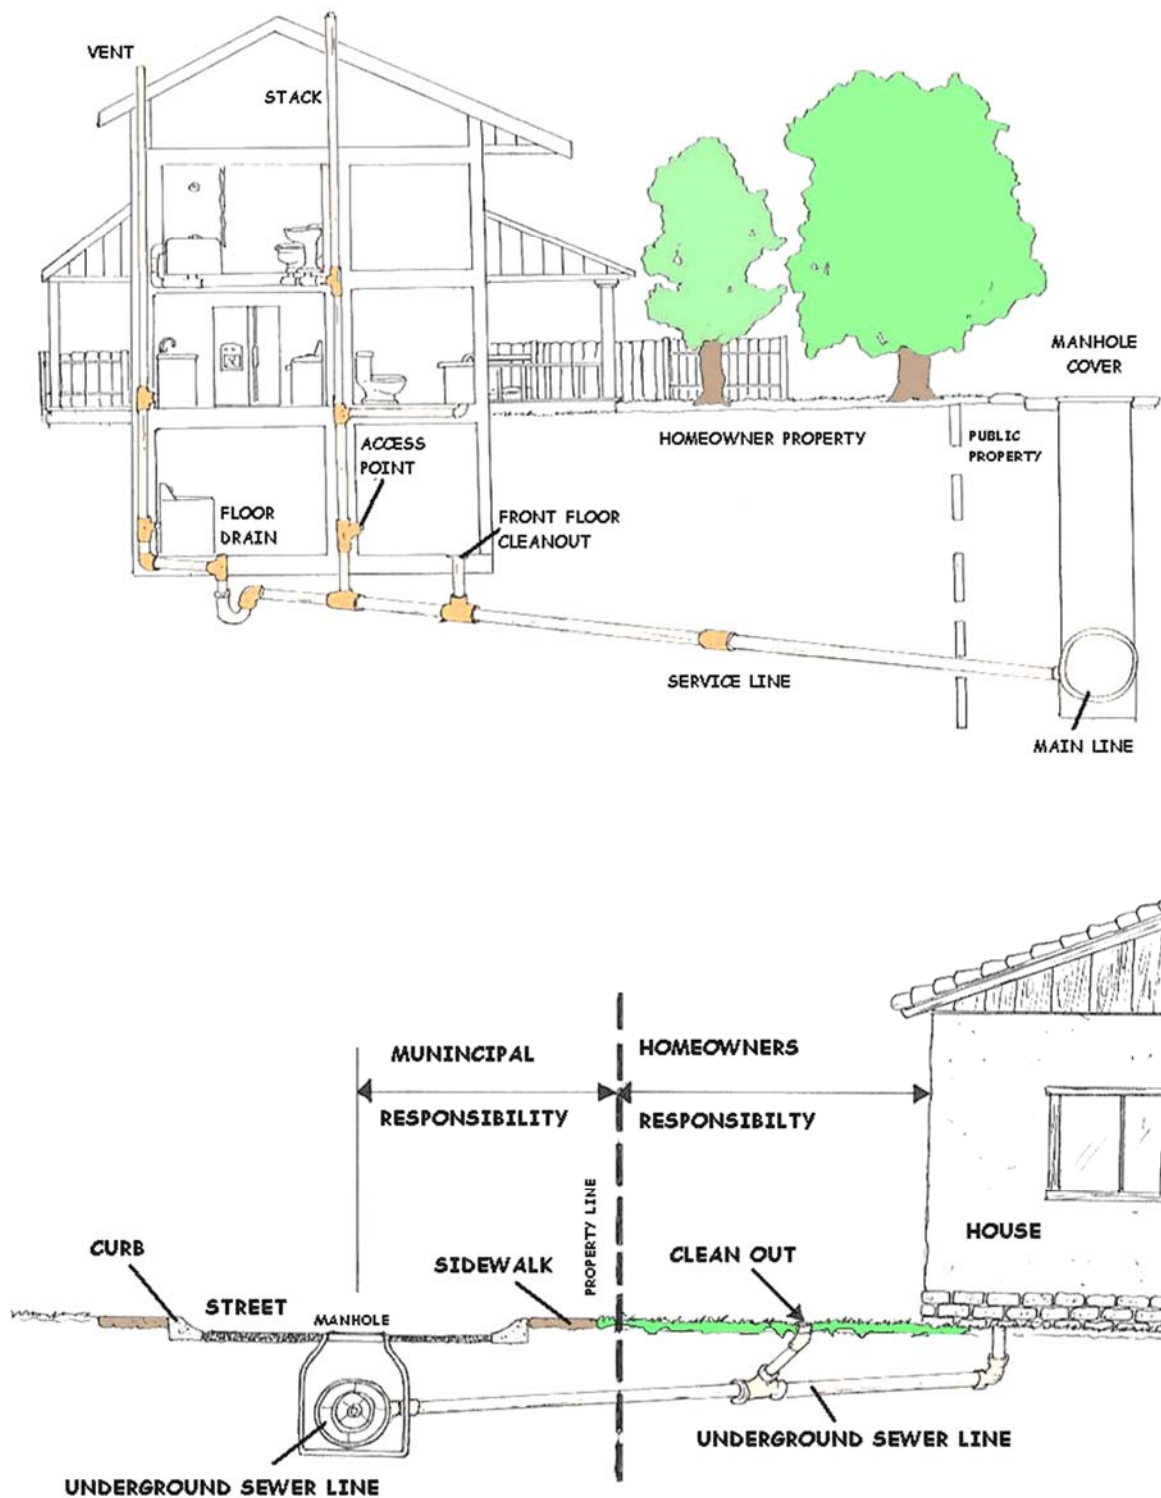 VENT
STACK
MANHOLE
COVER
HOMEOWNER PROPERTY
PUBLIC
PROPERTY
ACCESS
POINT
FLOOR
DRAIN
FRONT FLOOR
CLEANOUT
SERVICE LINE
MAIN LINE
MUNINCIPAL
RESPONSIBILITY
HOMEOWNERS
RESPONSIBILTY
PROPERTY LINE
CURB
STREET
MANHOLE
SIDEWALK
CLEAN OUT
HOUSE
UNDERGROUND SEWER LINE
UNDERGROUND SEWER LINE